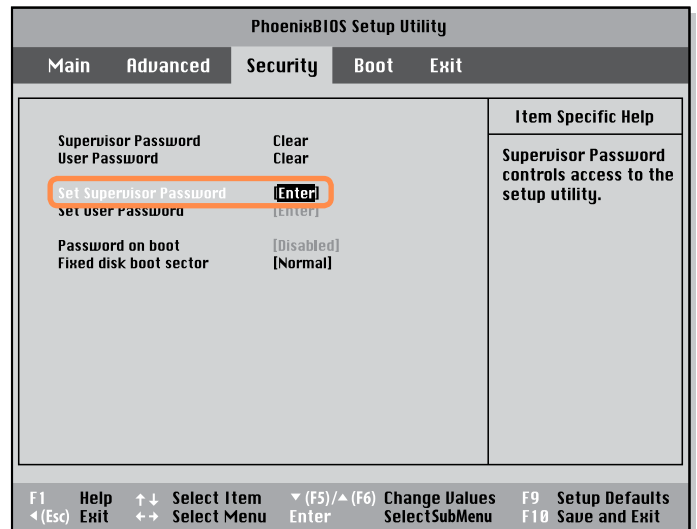 PhoenixBIOS Setup Utility
Main Advanced Security Boot Exit
Item Specific Help
Supervisor Password Clear
User Password Clear
Set Supervisor Password [Enter]
Set User Password [Enter]
Password on boot [Disabled]
Fixed disk boot sector [Normal]
Supervisor Password
controls access to the
setup utility.
F1 Help ↑↓ Select Item ▼(F5)/▲(F6) Change Values F9 Setup Defaults
◄(Esc) Exit ←→ Select Menu Enter SelectSubMenu F10 Save and Exit